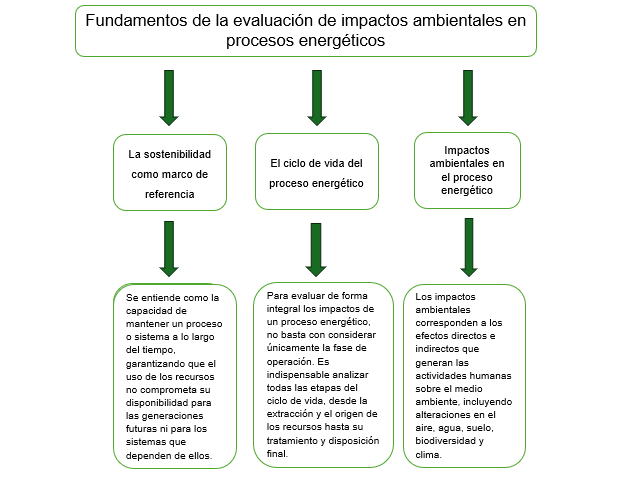 Fundamentos de la evaluación de impactos ambientales en
procesos energéticos
La sostenibilidad
como marco de
referencia
El ciclo de vida del
proceso energético
Impactos
ambientales en
el proceso
energético
Se entiende como la
capacidad de
mantener un proceso
o sistema a lo largo
del tiempo,
garantizando que el
uso de los recursos
no comprometa su
disponibilidad para
las generaciones
futuras ni para los
sistemas que
dependen de ellos.
Para evaluar de forma
integral los impactos
de un proceso energético,
no basta con considerar
únicamente la fase de
operación. Es
indispensable analizar
todas las etapas del
ciclo de vida, desde la
extracción y el origen de
los recursos hasta su
tratamiento y disposición
final.
Los impactos
ambientales
corresponden a los
efectos directos e
indirectos que
generan las
actividades humanas
sobre el medio
ambiente, incluyendo
alteraciones en el
aire, agua, suelo,
biodiversidad y
clima.